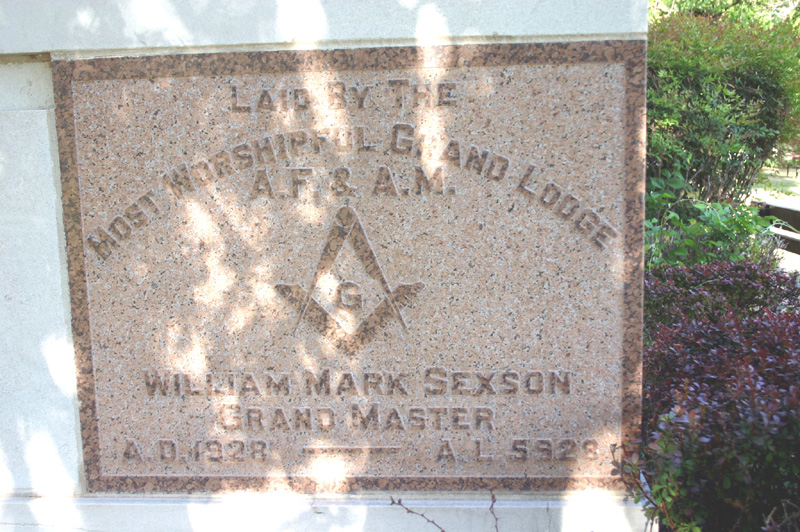 LAID BY THE
MOST WORSHIPFUL GRAND LODGE
A.F. & A.M.
G
WILLIAM MARK SEXSON
GRAND MASTER
A.D. 1928 — A.L. 5928